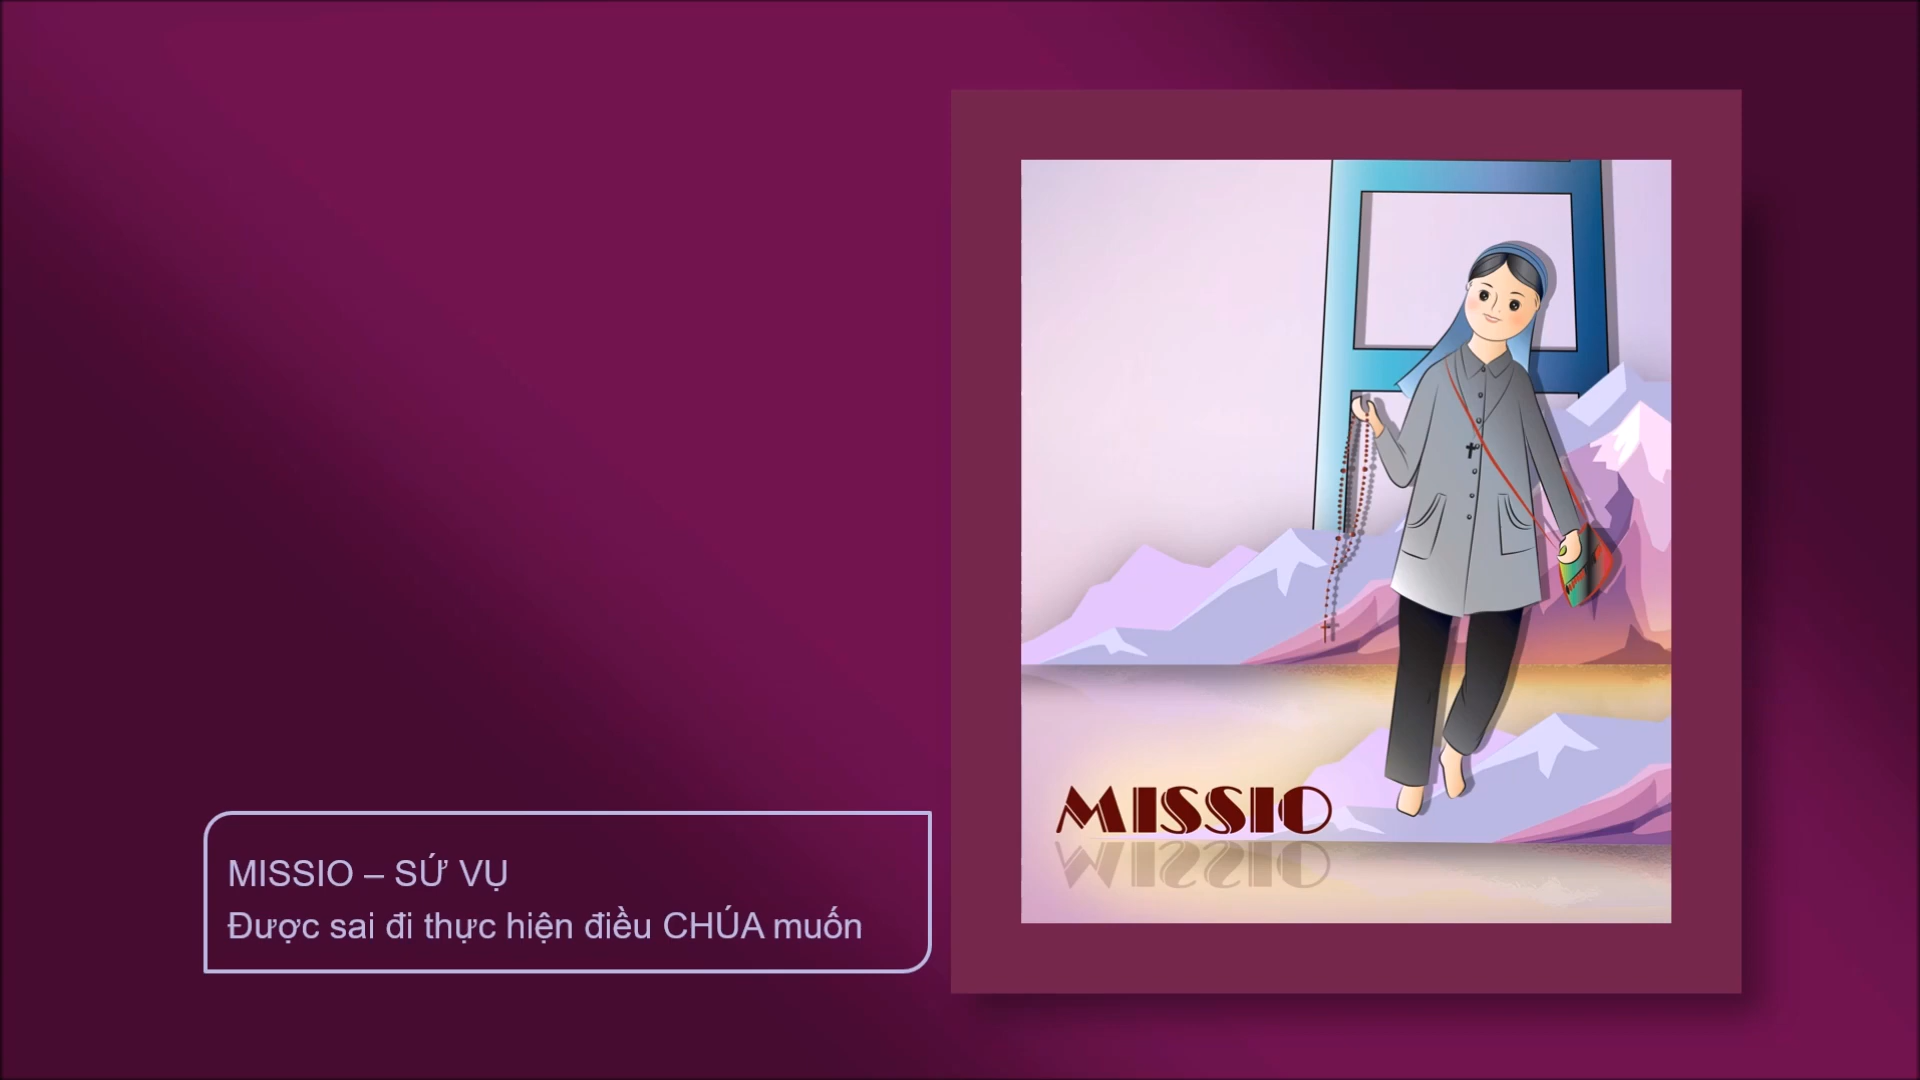 MISSIO – SỨ VỤ
Được sai đi thực hiện điều CHÚA muốn
MISSIO